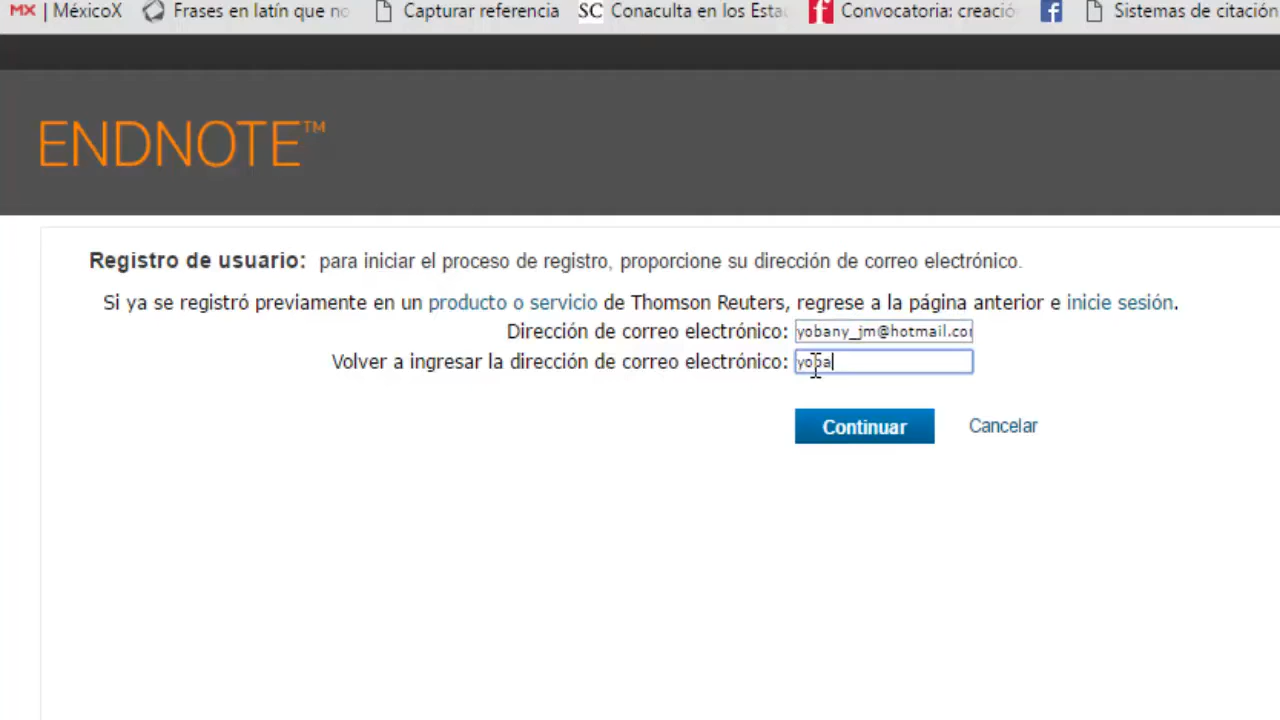 MX | MéxicoX Frases en latín que no Capturar referencia SC Conaculta en los Esta f Convocatoria: creació f Sistemas de citación
ENDNOTE™
Registro de usuario: para iniciar el proceso de registro, proporcione su dirección de correo electrónico.
Si ya se registró previamente en un producto o servicio de Thomson Reuters, regrese a la página anterior e inicie sesión.
Dirección de correo electrónico: yobany_jm@hotmail.com
Volver a ingresar la dirección de correo electrónico: yoba
Continuar Cancelar